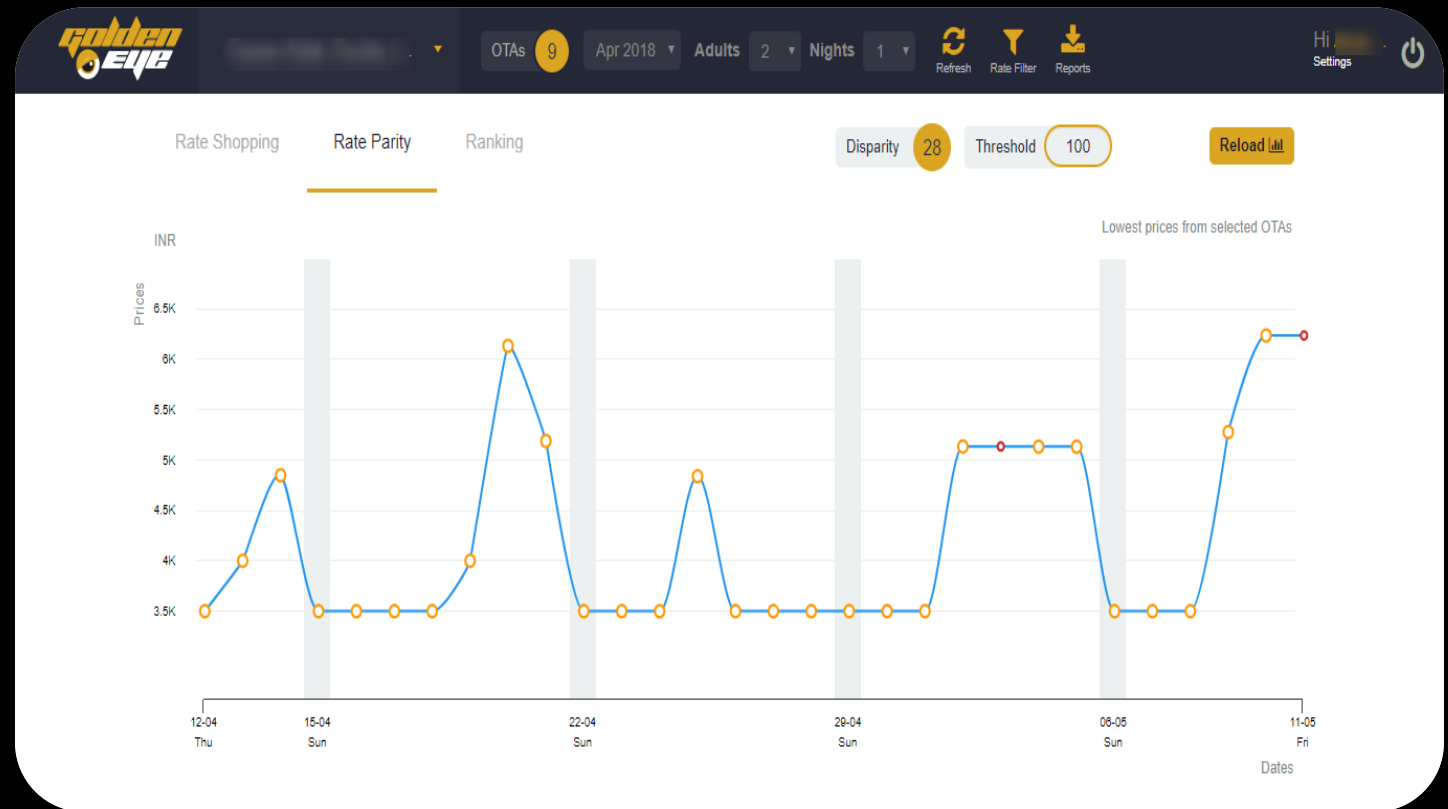 Golden
Eye
OTAs 9 Apr 2018 Adults 2 Nights 1
Refresh Rate Filter Reports
Hi
Settings
Rate Shopping Rate Parity Ranking
Disparity 28 Threshold 100 Reload
Lowest prices from selected OTAs
INR
Prices
6.5K
6K
5.5K
5K
4.5K
4K
3.5K
12-04 15-04 22-04 29-04 06-05 11-05
Thu Sun Sun Sun Sun Fri
Dates